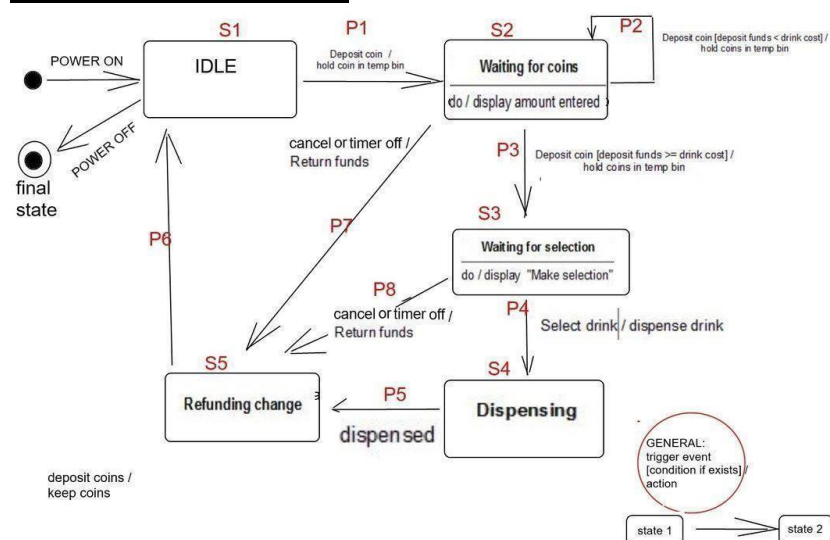 S1
P1
S2
P2
POWER ON
IDLE
Deposit coin /
hold coin in temp bin
Waiting for coins
do / display amount entered
Deposit coin [deposit funds < drink cost] /
hold coins in temp bin
POWER OFF
final
state
cancel or timer off /
Return funds
P3
Deposit coin [deposit funds >= drink cost] /
hold coins in temp bin
P6
P7
S3
Waiting for selection
do / display "Make selection"
P8
cancel or timer off /
Return funds
P4
Select drink / dispense drink
S5
S4
Refunding change
P5
dispensed
Dispensing
GENERAL:
trigger event
[condition if exists] /
action
deposit coins /
keep coins
state 1
state 2